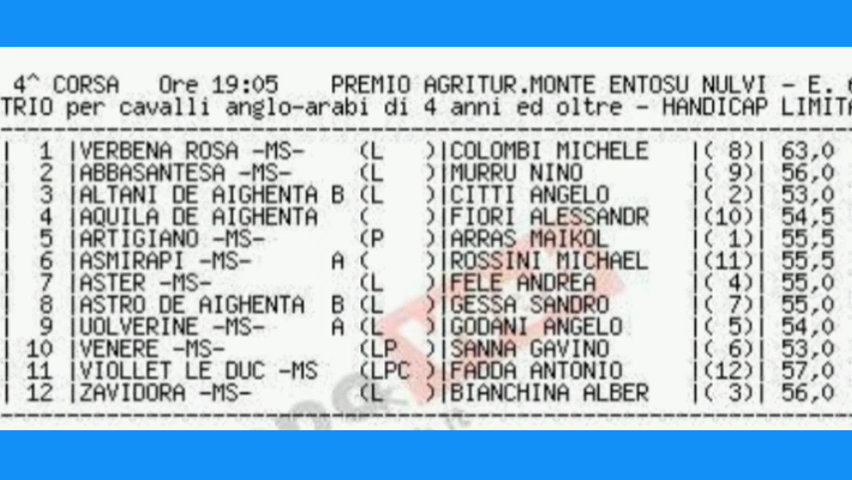 4^ CORSA Ore 19:05 PREMIO AGRITUR.MONTE ENTOSU NULVI - E.
TRIO per cavalli anglo-arabi di 4 anni ed oltre - HANDICAP LIMITA
| 1 |VERBENA ROSA -MS- (L )|COLOMBI MICHELE |( 8)| 63,0
| 2 |ABBASANTESA -MS- (L )|MURRU NINO |( 9)| 56,0
| 3 |ALTANI DE AIGHENTA B (L )|CITTI ANGELO |( 2)| 53,0
| 4 |AQUILA DE AIGHENTA ( )|FIORI ALESSANDR |(10)| 54,5
| 5 |ARTIGIANO -MS- (P )|ARRAS MAIKOL |( 1)| 55,5
| 6 |ASMIRAPI -MS- A ( )|ROSSINI MICHAEL |(11)| 55,5
| 7 |ASTER -MS- (L )|FELE ANDREA |( 4)| 55,0
| 8 |ASTRO DE AIGHENTA B (L )|GESSA SANDRO |( 7)| 55,0
| 9 |UOLVERINE -MS- A (L )|GODANI ANGELO |( 5)| 54,0
| 10 |VENERE -MS- (LP )|SANNA GAVINO |( 6)| 53,0
| 11 |VIOLLET LE DUC -MS (LPC )|FADDA ANTONIO |(12)| 57,0
| 12 |ZAVIDORA -MS- (L )|BIANCHINA ALBER |( 3)| 56,0